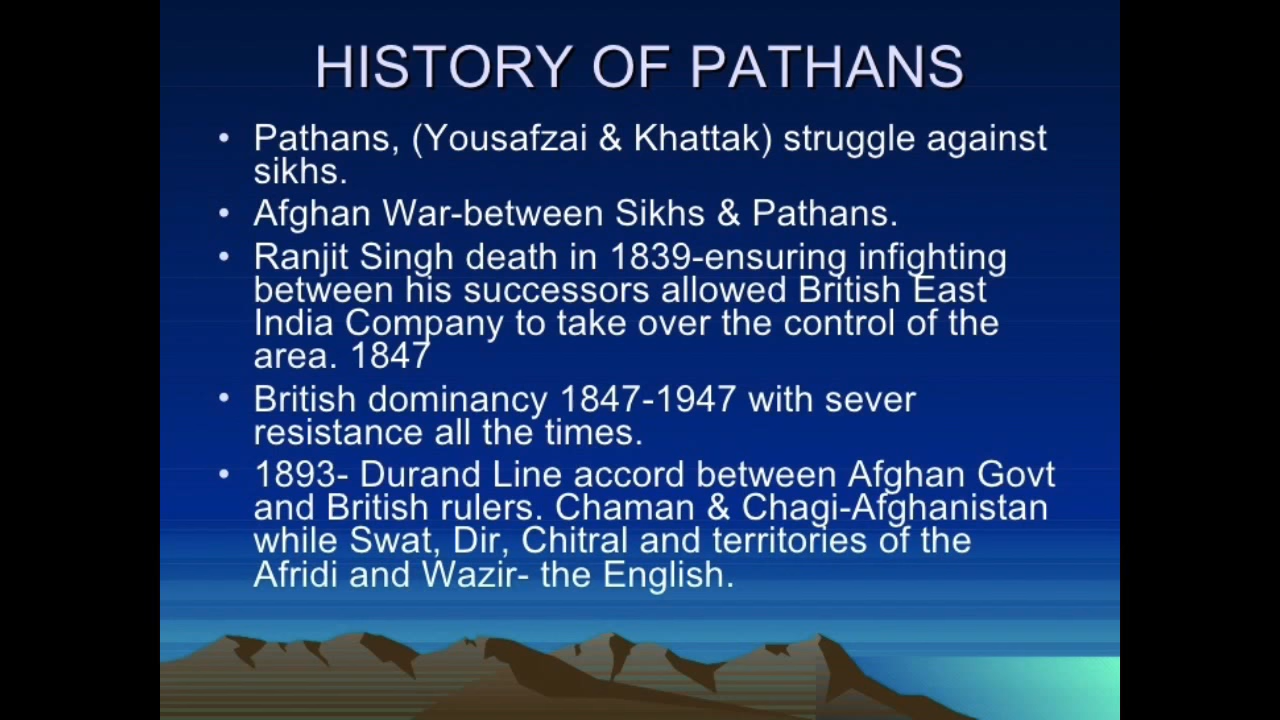 HISTORY OF PATHANS
• Pathans, (Yousafzai & Khattak) struggle against
sikhs.
• Afghan War-between Sikhs & Pathans.
• Ranjit Singh death in 1839-ensuring infighting
between his successors allowed British East
India Company to take over the control of the
area. 1847
• British dominancy 1847-1947 with sever
resistance all the times.
• 1893- Durand Line accord between Afghan Govt
and British rulers. Chaman & Chagi-Afghanistan
while Swat, Dir, Chitral and territories of the
Afridi and Wazir- the English.